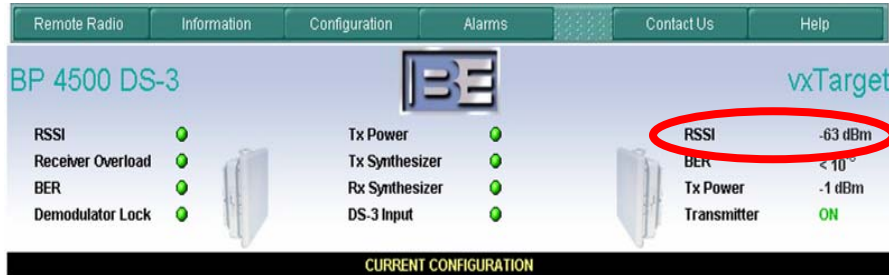 Remote Radio Information Configuration Alarms Contact Us Help
BP 4500 DS-3 BE vxTarget
RSSI Tx Power RSSI -63 dBm
Receiver Overload Tx Synthesizer BER < 10
BER Rx Synthesizer Tx Power -1 dBm
Demodulator Lock DS-3 Input Transmitter ON
CURRENT CONFIGURATION